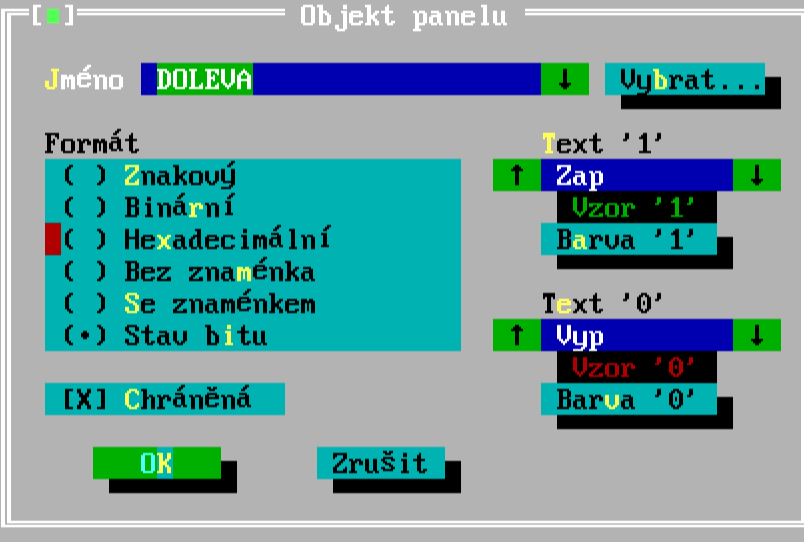 [■] Objekt panelu
Jméno DOLEVA ↓ Vybrat...
Formát
( ) Znakový
( ) Binární
( ) Hexadecimální
( ) Bez znaménka
( ) Se znaménkem
(•) Stav bitu
[X] Chráněná
OK Zrušit
Text '1'
↑ Zap ↓
Vzor '1'
Barva '1'
Text '0'
↑ Vyp ↓
Vzor '0'
Barva '0'